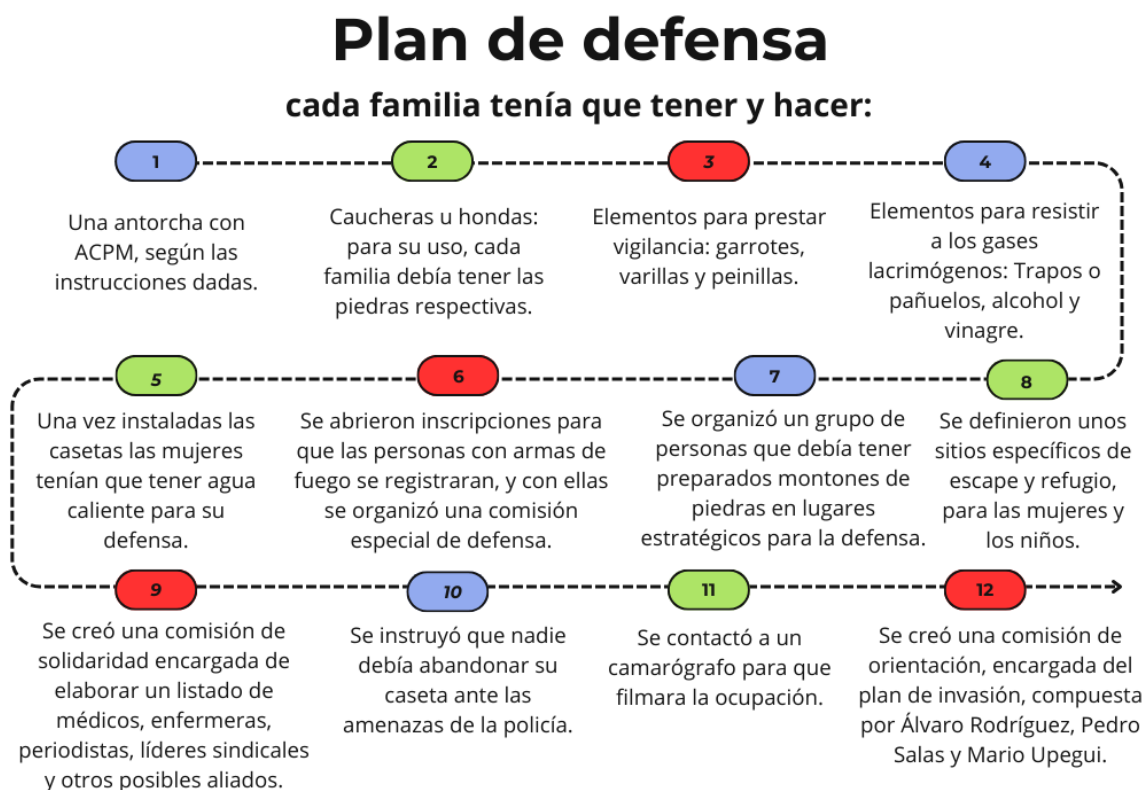 Plan de defensa
cada familia tenía que tener y hacer:
1
Una antorcha con
ACPM, según las
instrucciones dadas.
2
Caucheras u hondas:
para su uso, cada
familia debía tener las
piedras respectivas.
3
Elementos para prestar
vigilancia: garrotes,
varillas y peinillas.
4
Elementos para resistir
a los gases
lacrimógenos: Trapos o
pañuelos, alcohol y
vinagre.
5
Una vez instaladas las
casetas las mujeres
tenían que tener agua
caliente para su
defensa.
6
Se abrieron inscripciones para
que las personas con armas de
fuego se registraran, y con ellas
se organizó una comisión
especial de defensa.
7
Se organizó un grupo de
personas que debía tener
preparados montones de
piedras en lugares
estratégicos para la defensa.
8
Se definieron unos
sitios específicos de
escape y refugio,
para las mujeres y
los niños.
9
Se creó una comisión de
solidaridad encargada de
elaborar un listado de
médicos, enfermeras,
periodistas, líderes sindicales
y otros posibles aliados.
10
Se instruyó que nadie
debía abandonar su
caseta ante las
amenazas de la policía.
11
Se contactó a un
camarógrafo para que
filmara la ocupación.
12
Se creó una comisión de
orientación, encargada del
plan de invasión, compuesta
por Álvaro Rodríguez, Pedro
Salas y Mario Upegui.